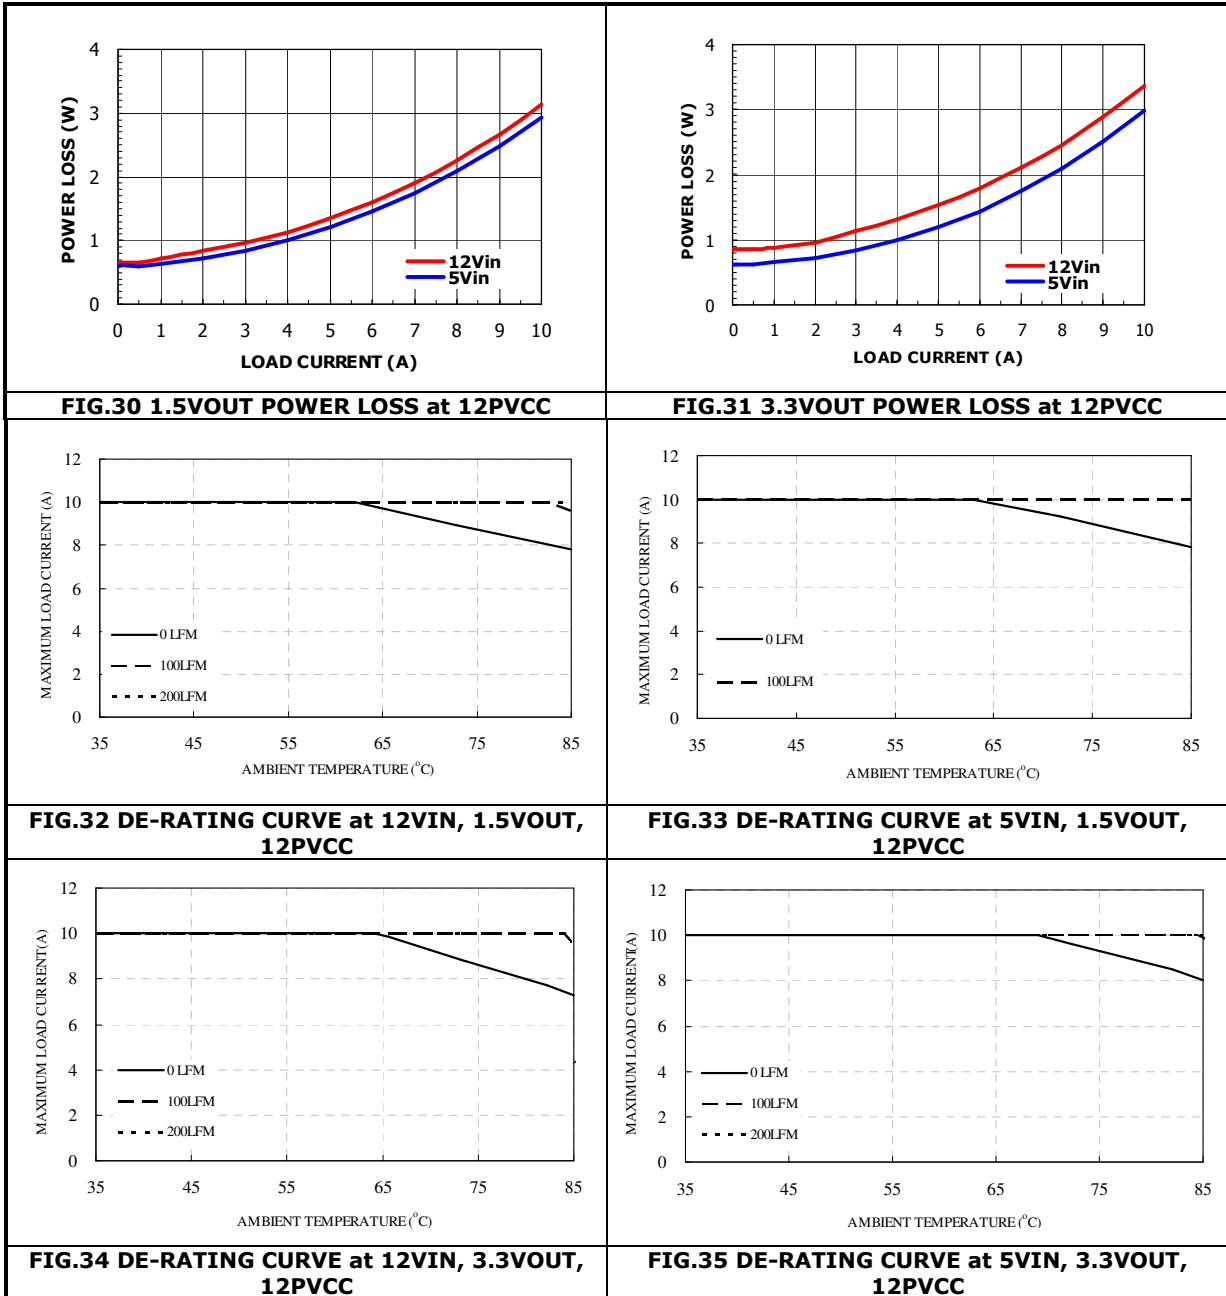 4
3
2
1
0
POWER LOSS (W)
12Vin
5Vin
0 1 2 3 4 5 6 7 8 9 10
LOAD CURRENT (A)
FIG.30 1.5VOUT POWER LOSS at 12PVCC
4
3
2
1
0
POWER LOSS (W)
12Vin
5Vin
0 1 2 3 4 5 6 7 8 9 10
LOAD CURRENT (A)
FIG.31 3.3VOUT POWER LOSS at 12PVCC
12
10
8
6
4
2
0
MAXIMUM LOAD CURRENT (A)
0 LFM
100LFM
200LFM
35 45 55 65 75 85
AMBIENT TEMPERATURE (°C)
FIG.32 DE-RATING CURVE at 12VIN, 1.5VOUT,
12PVCC
12
10
8
6
4
2
0
MAXIMUM LOAD CURRENT (A)
0 LFM
100LFM
35 45 55 65 75 85
AMBIENT TEMPERATURE (°C)
FIG.33 DE-RATING CURVE at 5VIN, 1.5VOUT,
12PVCC
12
10
8
6
4
2
0
MAXIMUM LOAD CURRENT(A)
0 LFM
100LFM
200LFM
35 45 55 65 75 85
AMBIENT TEMPERATURE (°C)
FIG.34 DE-RATING CURVE at 12VIN, 3.3VOUT,
12PVCC
12
10
8
6
4
2
0
MAXIMUM LOAD CURRENT(A)
0 LFM
100LFM
200LFM
35 45 55 65 75 85
AMBIENT TEMPERATURE (°C)
FIG.35 DE-RATING CURVE at 5VIN, 3.3VOUT,
12PVCC